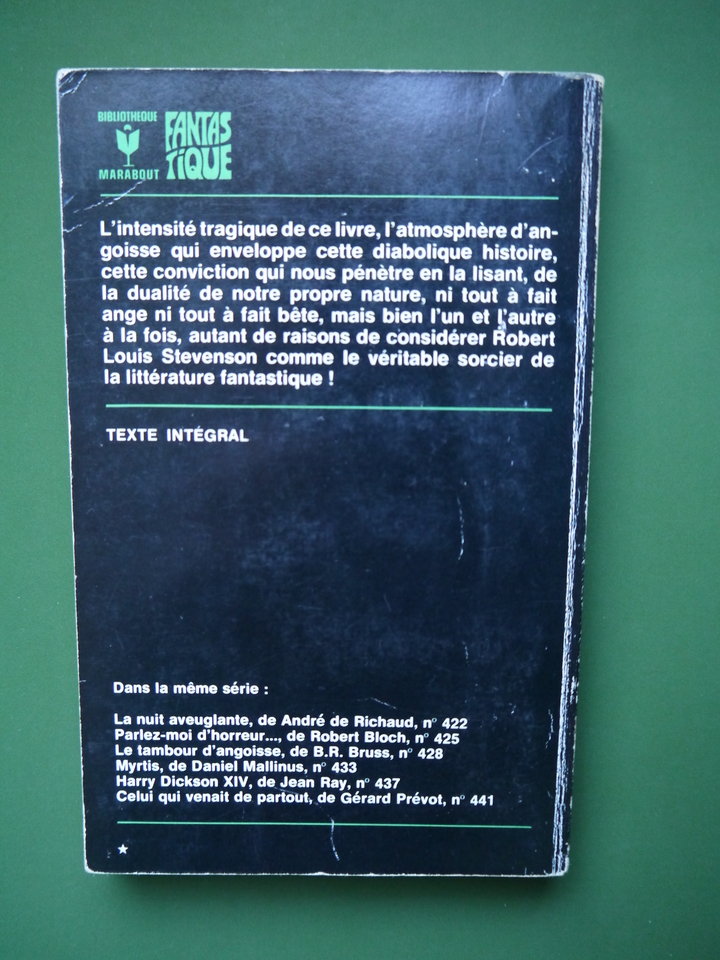 BIBLIOTHEQUE
MARABOUT
FANTAS
TIQUE
L'intensité tragique de ce livre, l'atmosphère d'an-
goisse qui enveloppe cette diabolique histoire,
cette conviction qui nous pénètre en la lisant, de
la dualité de notre propre nature, ni tout à fait
ange ni tout à fait bête, mais bien l'un et l'autre
à la fois, autant de raisons de considérer Robert
Louis Stevenson comme le véritable sorcier de
la littérature fantastique !
TEXTE INTÉGRAL
Dans la même série :
La nuit aveuglante, de André de Richaud, n° 422
Parlez-moi d'horreur..., de Robert Bloch, n° 425
Le tambour d'angoisse, de B.R. Bruss, n° 428
Myrtis, de Daniel Mallinus, n° 433
Harry Dickson XIV, de Jean Ray, n° 437
Celui qui venait de partout, de Gérard Prévot, n° 441